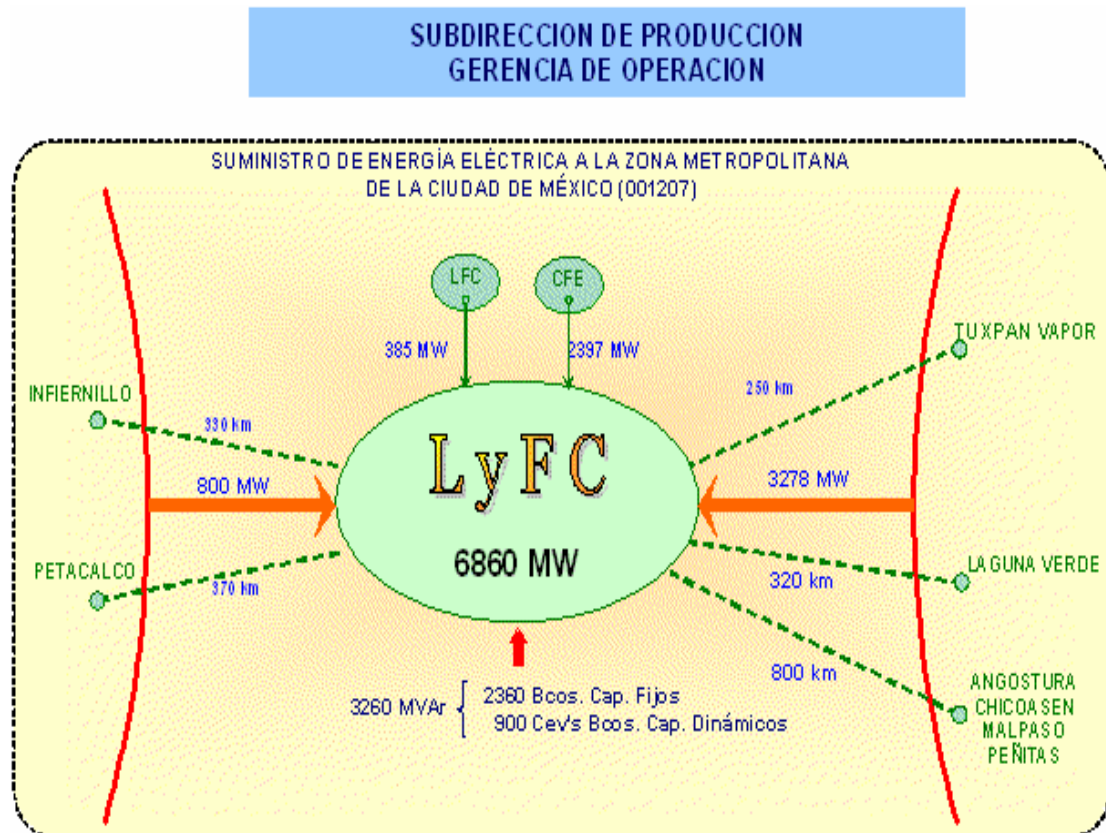 SUBDIRECCION DE PRODUCCION
GERENCIA DE OPERACION
SUMINISTRO DE ENERGÍA ELÉCTRICA A LA ZONA METROPOLITANA
DE LA CIUDAD DE MÉXICO (001207)
LFC
CFE
385 MW
2397 MW
TUXPAN VAPOR
INFIERNILLO
330 km
250 km
LyFC
800 MW
3278 MW
6860 MW
PETACALCO
370 km
320 km
LAGUNA VERDE
800 km
3260 MVAr
2360 Bcos. Cap. Fijos
900 Cev's Bcos. Cap. Dinámicos
ANGOSTURA
CHICOASEN
MALPASO
PEÑITAS